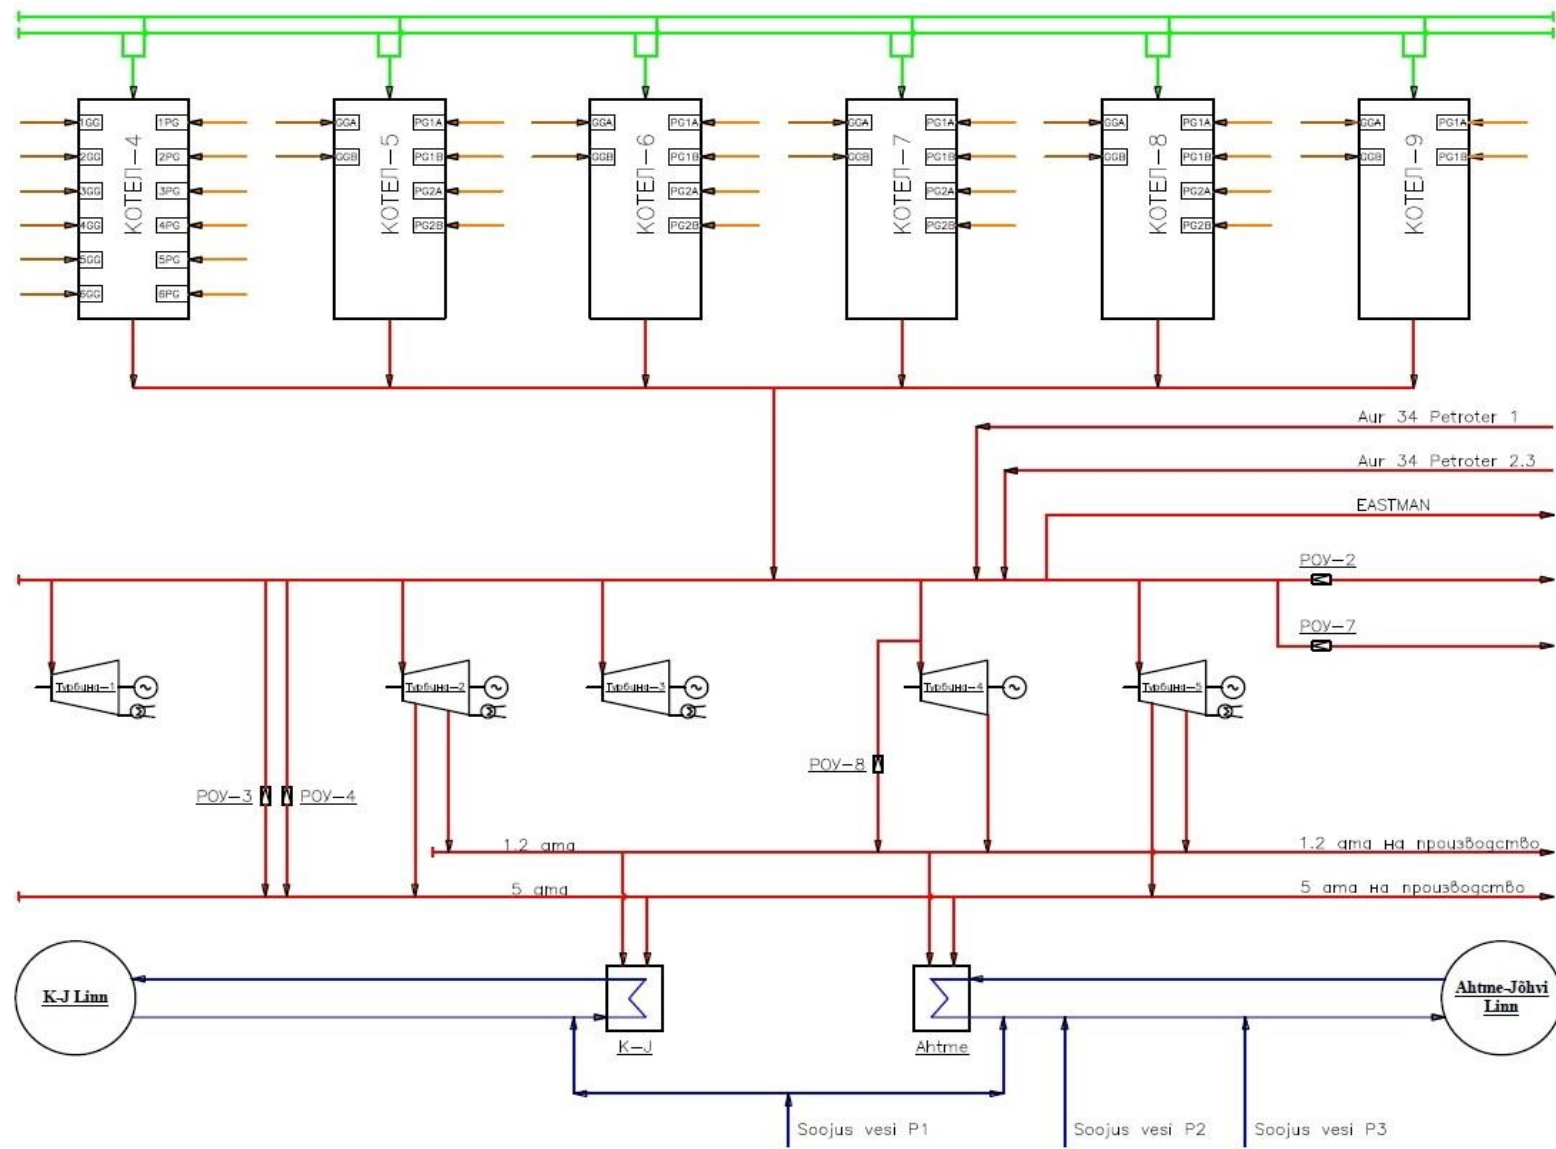 1GG
2GG
3GG
4GG
5GG
6GG
КОТЕЛ-4
1PG
2PG
3PG
4PG
5PG
6PG
GGA
GGB
КОТЕЛ-5
PG1A
PG1B
PG2A
PG2B
GGA
GGB
КОТЕЛ-6
PG1A
PG1B
PG2A
PG2B
GGA
GGB
КОТЕЛ-7
PG1A
PG1B
PG2A
PG2B
GGA
GGB
КОТЕЛ-8
PG1A
PG1B
PG2A
PG2B
GGA
GGB
КОТЕЛ-9
PG1A
PG1B
Aur 34 Petroter 1
Aur 34 Petroter 2.3
EASTMAN
РОУ-2
РОУ-7
Турбина-1
Турбина-2
Турбина-3
Турбина-4
Турбина-5
РОУ-3
РОУ-4
РОУ-8
1.2 ата
1.2 ата на производство
5 ата
5 ата на производство
K-J Linn
K-J
Ahtme
Ahtme-Jõhvi
Linn
Soojus vesi P1
Soojus vesi P2
Soojus vesi P3